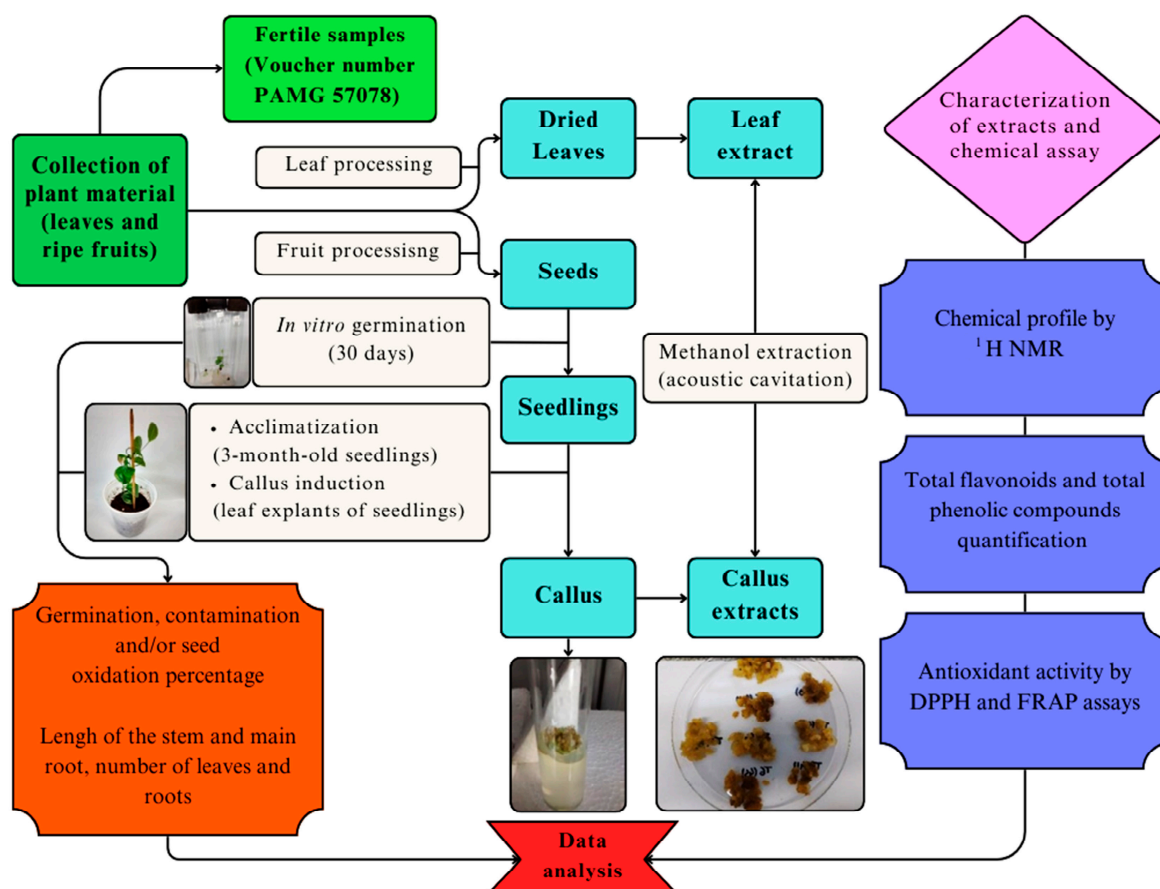 Fertile samples
(Voucher number
PAMG 57078)
Collection of
plant material
(leaves and
ripe fruits)
Leaf processing
Fruit processisng
Dried
Leaves
Leaf
extract
Seeds
In vitro germination
(30 days)
Seedlings
• Acclimatization
(3-month-old seedlings)
• Callus induction
(leaf explants of seedlings)
Methanol extraction
(acoustic cavitation)
Callus
Callus
extracts
Germination, contamination
and/or seed
oxidation percentage
Lengh of the stem and main
root, number of leaves and
roots
Characterization
of extracts and
chemical assay
Chemical profile by
¹ H NMR
Total flavonoids and total
phenolic compounds
quantification
Antioxidant activity by
DPPH and FRAP assays
Data
analysis